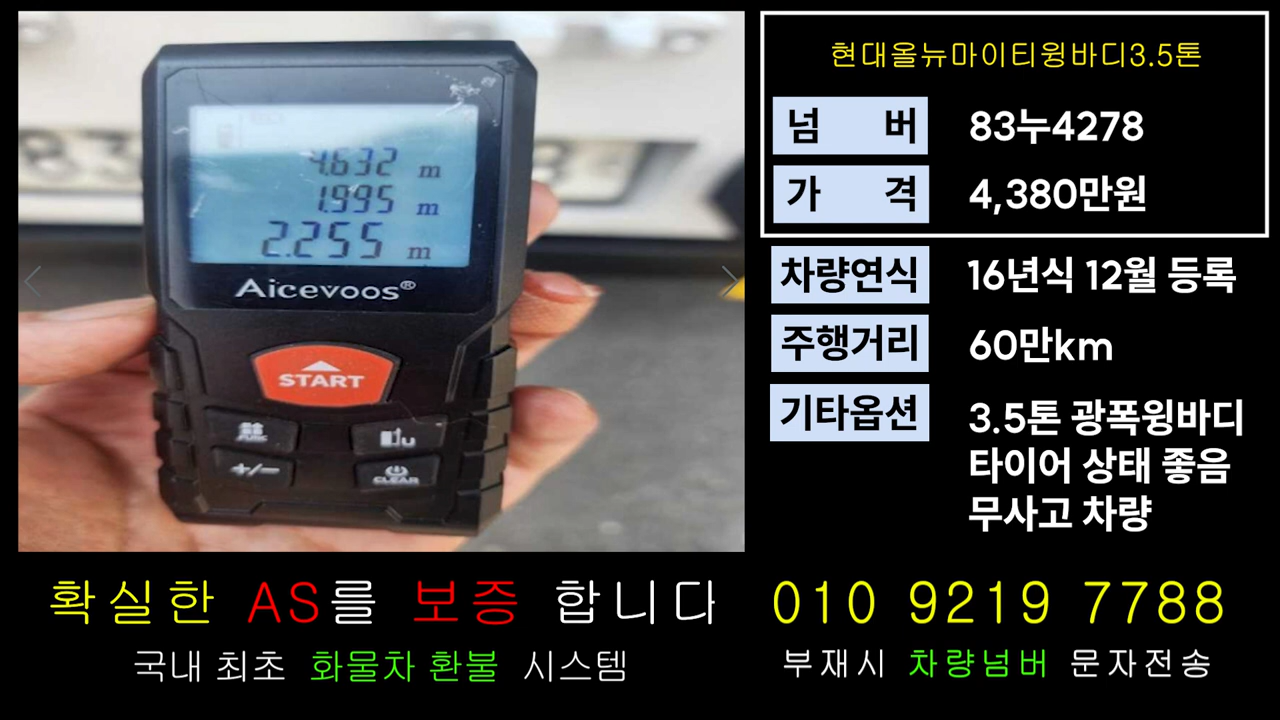 4.632 m
1.995 m
2.255 m
Aicevoos®
START
+/−
CLEAR
현대올뉴마이티윙바디3.5톤
넘 버 83누4278
가 격 4,380만원
차량연식 16년식 12월 등록
주행거리 60만km
기타옵션 3.5톤 광폭윙바디
타이어 상태 좋음
무사고 차량
확실한 AS를 보증 합니다 010 9219 7788
국내 최초 화물차 환불 시스템 부재시 차량넘버 문자전송